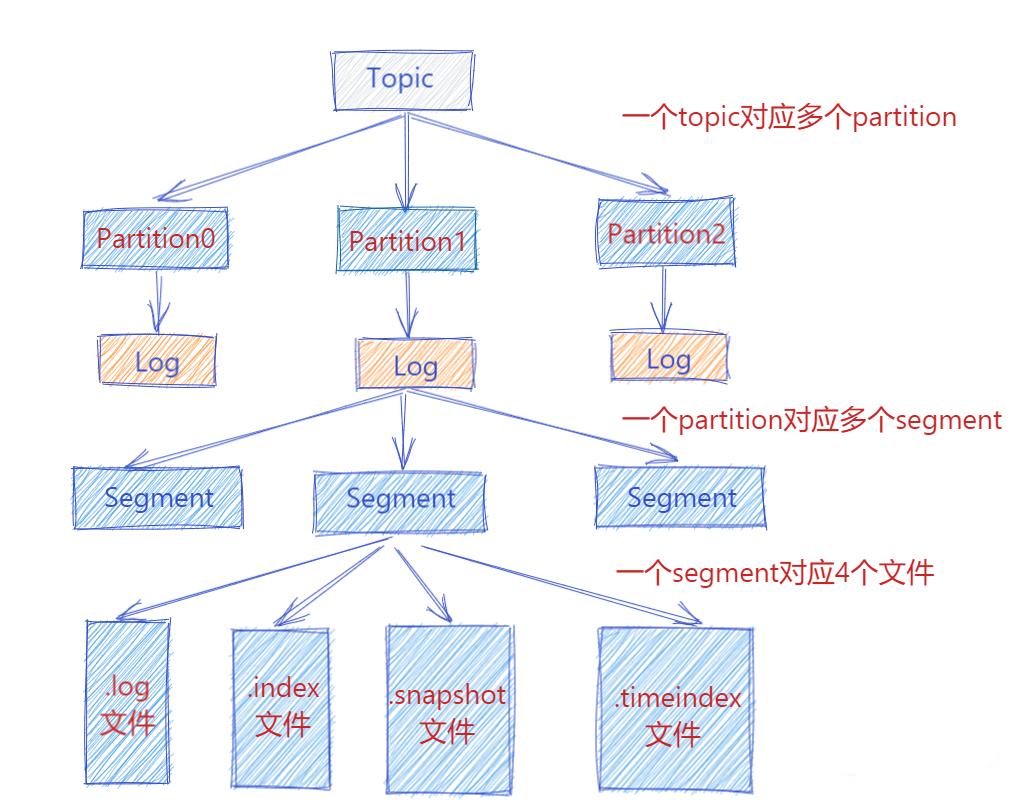 Topic
一个topic对应多个partition
Partition0
Partition1
Partition2
Log
Log
Log
一个partition对应多个segment
Segment
Segment
Segment
一个segment对应4个文件
.log
文件
.index
文件
.snapshot
文件
.timeindex
文件